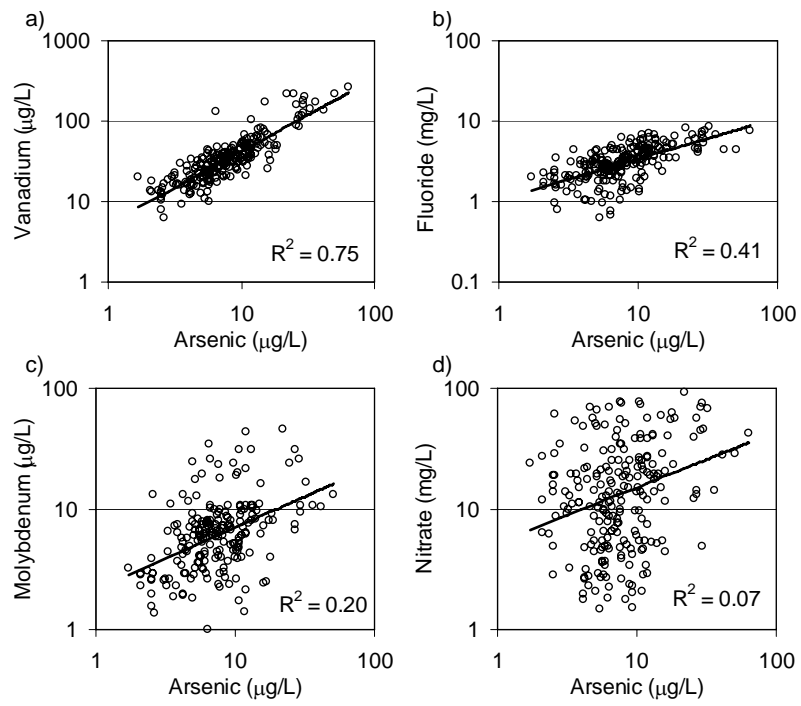 a)
1000
100
10
1
Vanadium (µg/L)
R² = 0.75
1 10 100
Arsenic (µg/L)
b)
100
10
1
0.1
Fluoride (mg/L)
R² = 0.41
1 10 100
Arsenic (µg/L)
c)
100
10
1
Molybdenum (µg/L)
R² = 0.20
1 10 100
Arsenic (µg/L)
d)
100
10
1
Nitrate (mg/L)
R² = 0.07
1 10 100
Arsenic (µg/L)